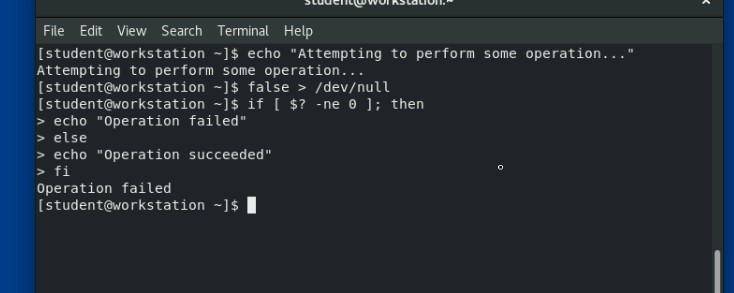 student@workstation:~
File Edit View Search Terminal Help
[student@workstation ~]$ echo "Attempting to perform some operation..."
Attempting to perform some operation...
[student@workstation ~]$ false > /dev/null
[student@workstation ~]$ if [ $? -ne 0 ]; then
> echo "Operation failed"
> else
> echo "Operation succeeded"
> fi
Operation failed
[student@workstation ~]$